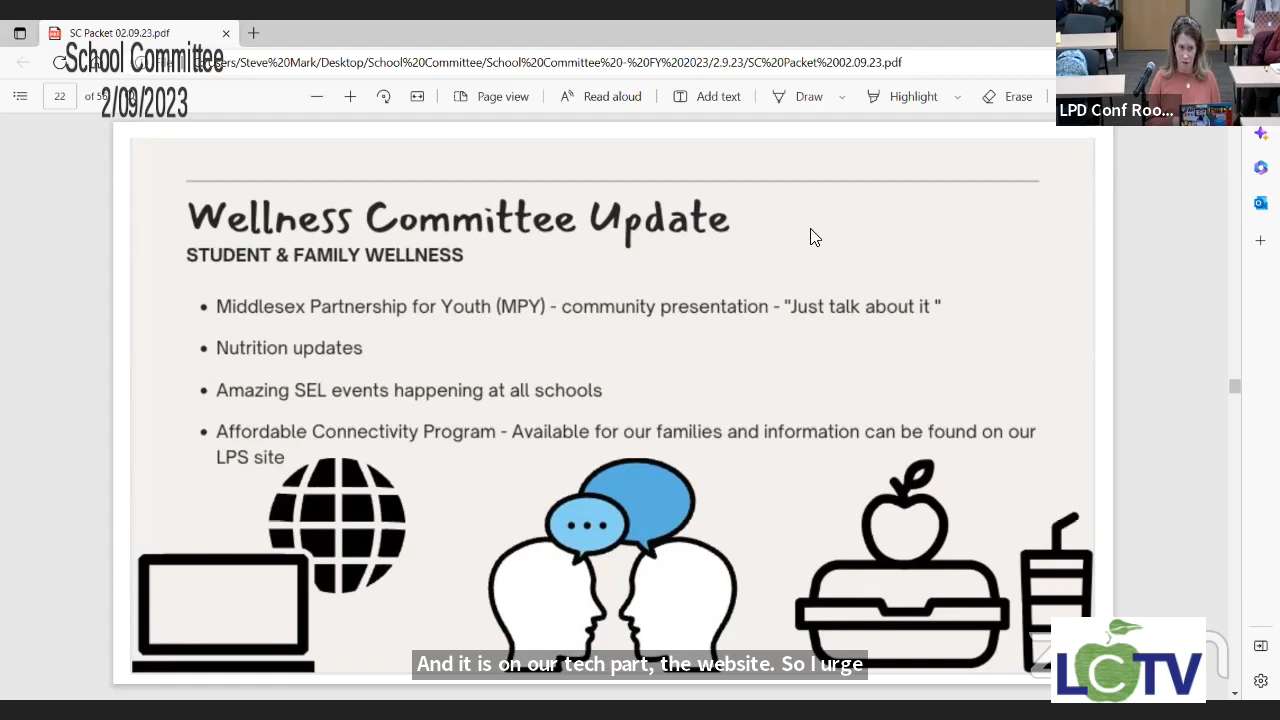 SC Packet 02.09.23.pdf
School Committee
2/09/2023
ers/Steve%20Mark/Desktop/School%20Committee/School%20Committee%20-%20FY%202023/2.9.23/SC%20Packet%2002.09.23.pdf
22 of
Page view
Read aloud
Add text
Draw
Highlight
Erase
LPD Conf Roo...
Wellness Committee Update
STUDENT & FAMILY WELLNESS
• Middlesex Partnership for Youth (MPY) - community presentation - "Just talk about it "
• Nutrition updates
• Amazing SEL events happening at all schools
• Affordable Connectivity Program - Available for our families and information can be found on our
LPS site
And it is on our tech part, the website. So I urge
LCTV